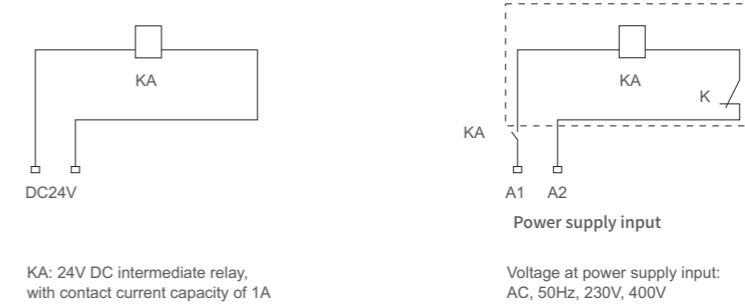 KA
DC24V
KA: 24V DC intermediate relay,
with contact current capacity of 1A
KA
K
KA
A1 A2
Power supply input
Voltage at power supply input:
AC, 50Hz, 230V, 400V